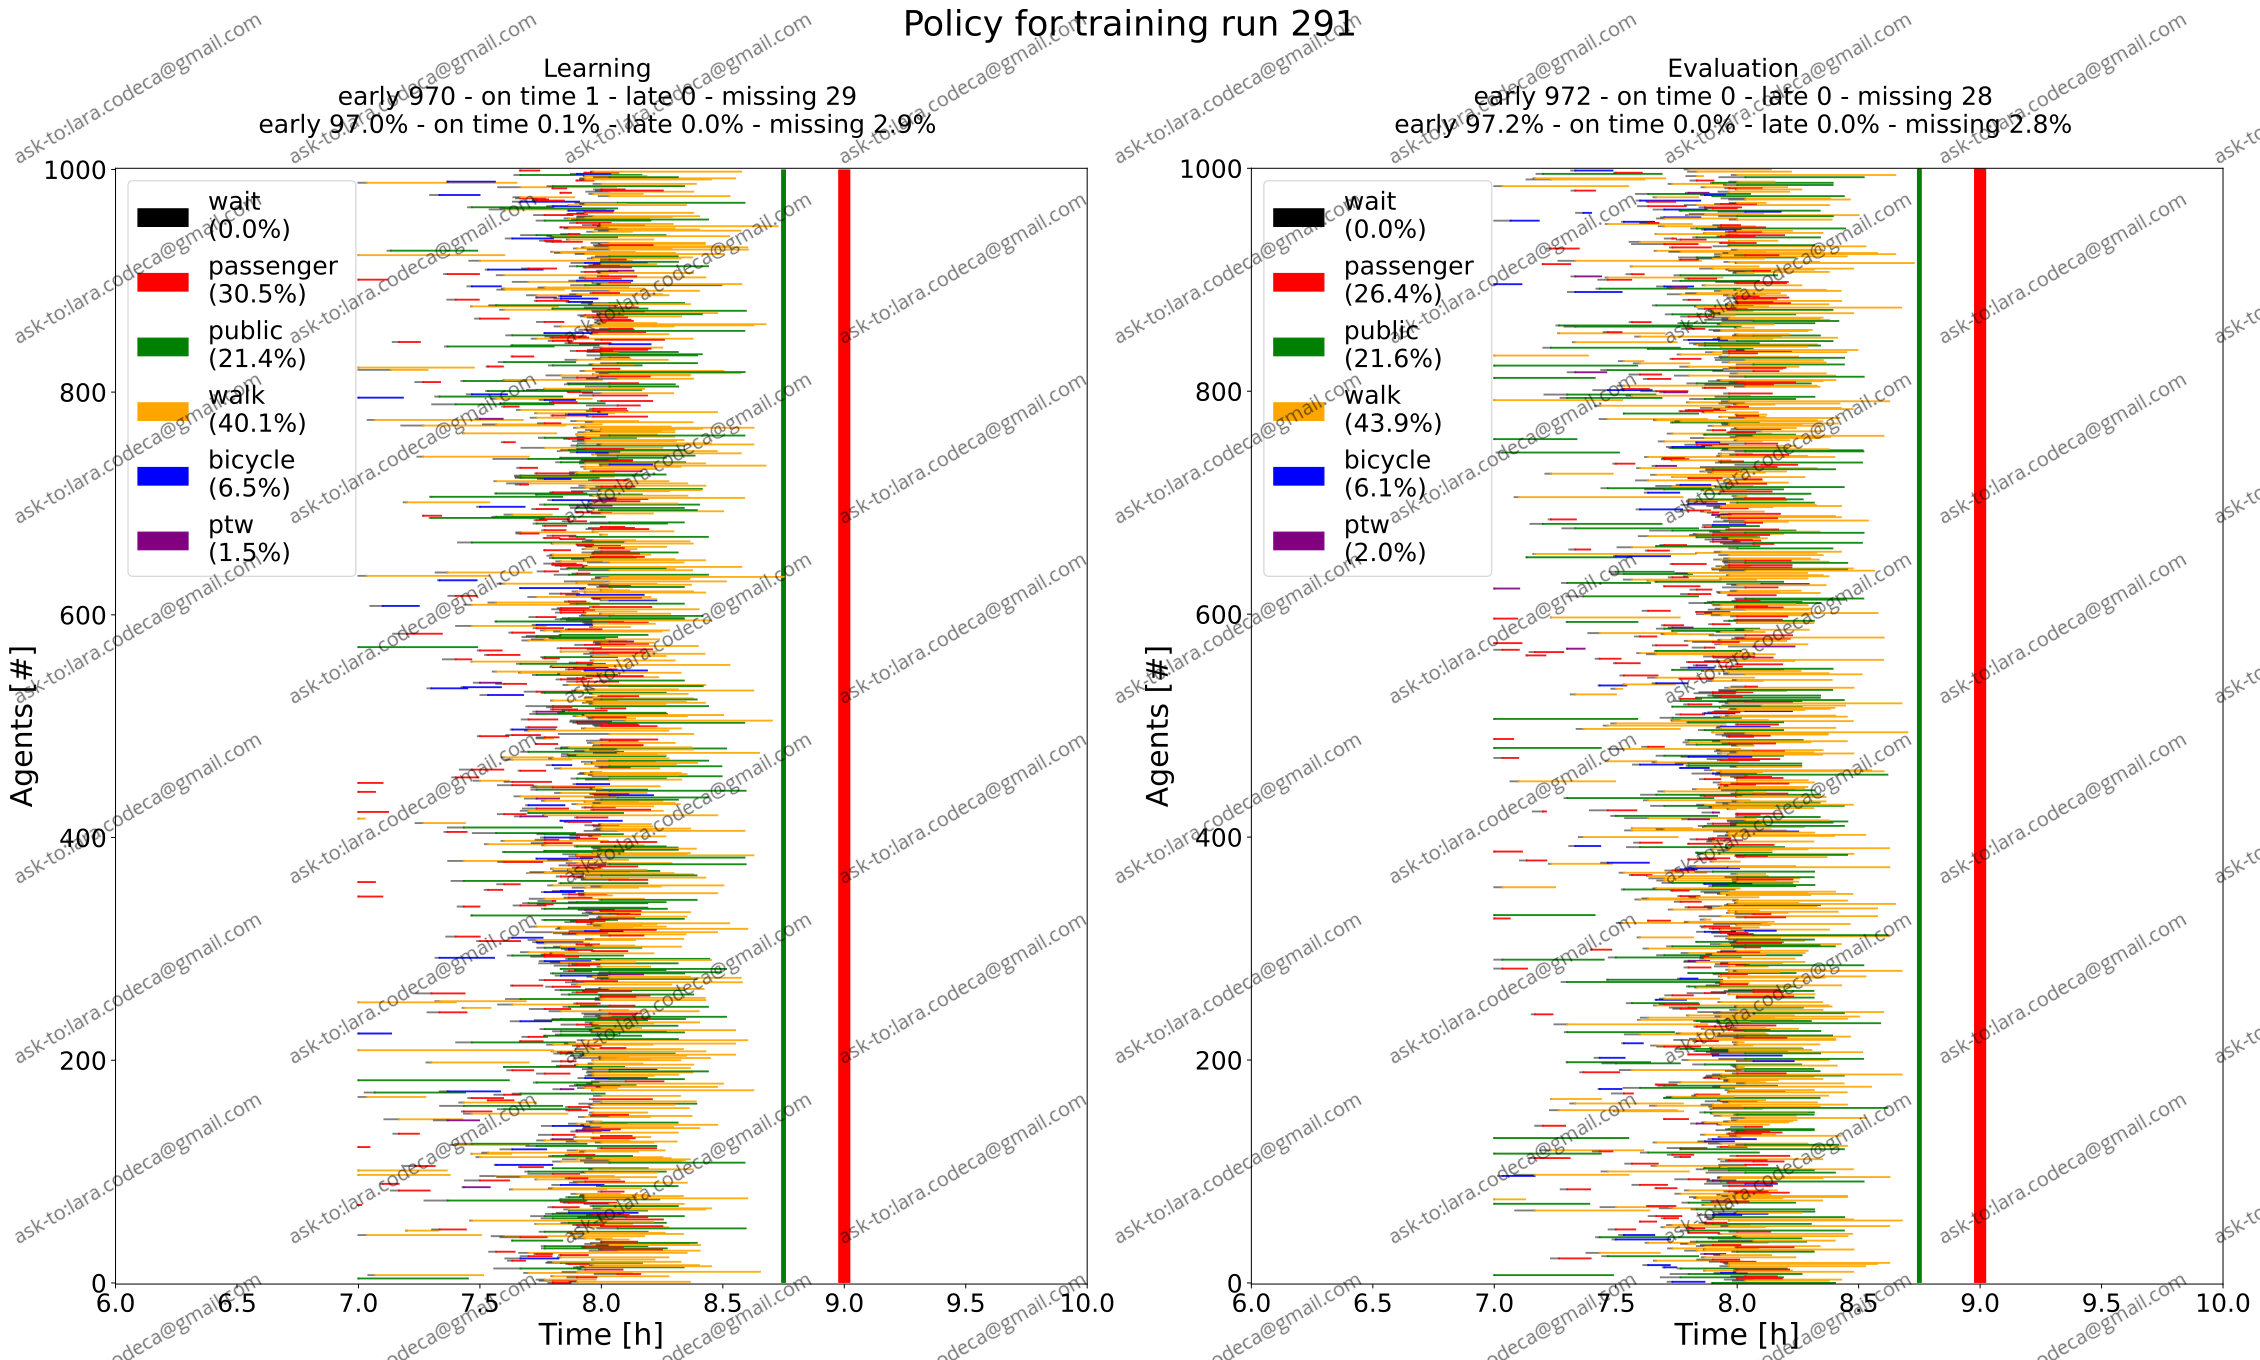 Policy for training run 291
Learning
early 970 - on time 1 - late 0 - missing 29
early 97.0% - on time 0.1% - late 0.0% - missing 2.9%
1000
800
600
400
200
0
Agents [#]
wait
(0.0%)
passenger
(30.5%)
public
(21.4%)
walk
(40.1%)
bicycle
(6.5%)
ptw
(1.5%)
6.0 6.5 7.0 7.5 8.0 8.5 9.0 9.5 10.0
Time [h]
Evaluation
early 972 - on time 0 - late 0 - missing 28
early 97.2% - on time 0.0% - late 0.0% - missing 2.8%
1000
800
600
400
200
0
Agents [#]
wait
(0.0%)
passenger
(26.4%)
public
(21.6%)
walk
(43.9%)
bicycle
(6.1%)
ptw
(2.0%)
6.0 6.5 7.0 7.5 8.0 8.5 9.0 9.5 10.0
Time [h]
ask-to:lara.codeca@gmail.com